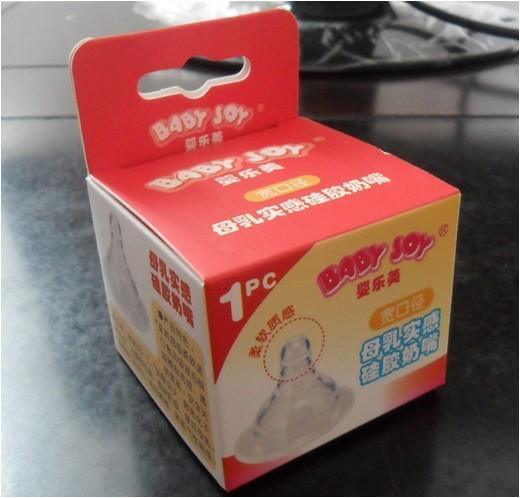 BABY JOY ®
婴乐美
BABY JOY
婴乐美
宽口径
母乳实感硅胶奶嘴
1PC
BABY JOY ®
婴乐美
宽口径
母乳实感
硅胶奶嘴
柔软质感
母乳实感
硅胶奶嘴